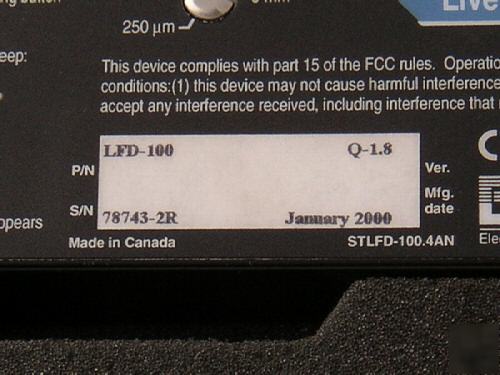 Live
250 µm
eep:
This device complies with part 15 of the FCC rules. Operatio
conditions:(1) this device may not cause harmful interference
accept any interference received, including interference that
LFD-100 Q-1.8
P/N Ver.
Mfg.
S/N 78743-2R January 2000 date
ppears
Made in Canada STLFD-100.4AN
Elec